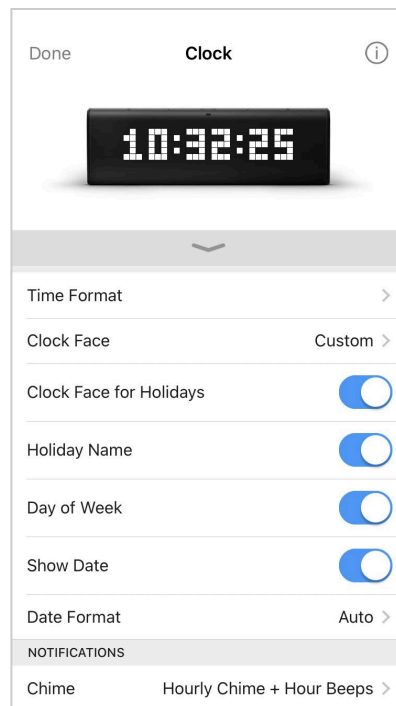 Done Clock
10:32:25
Time Format
Clock Face Custom
Clock Face for Holidays
Holiday Name
Day of Week
Show Date
Date Format Auto
NOTIFICATIONS
Chime Hourly Chime + Hour Beeps